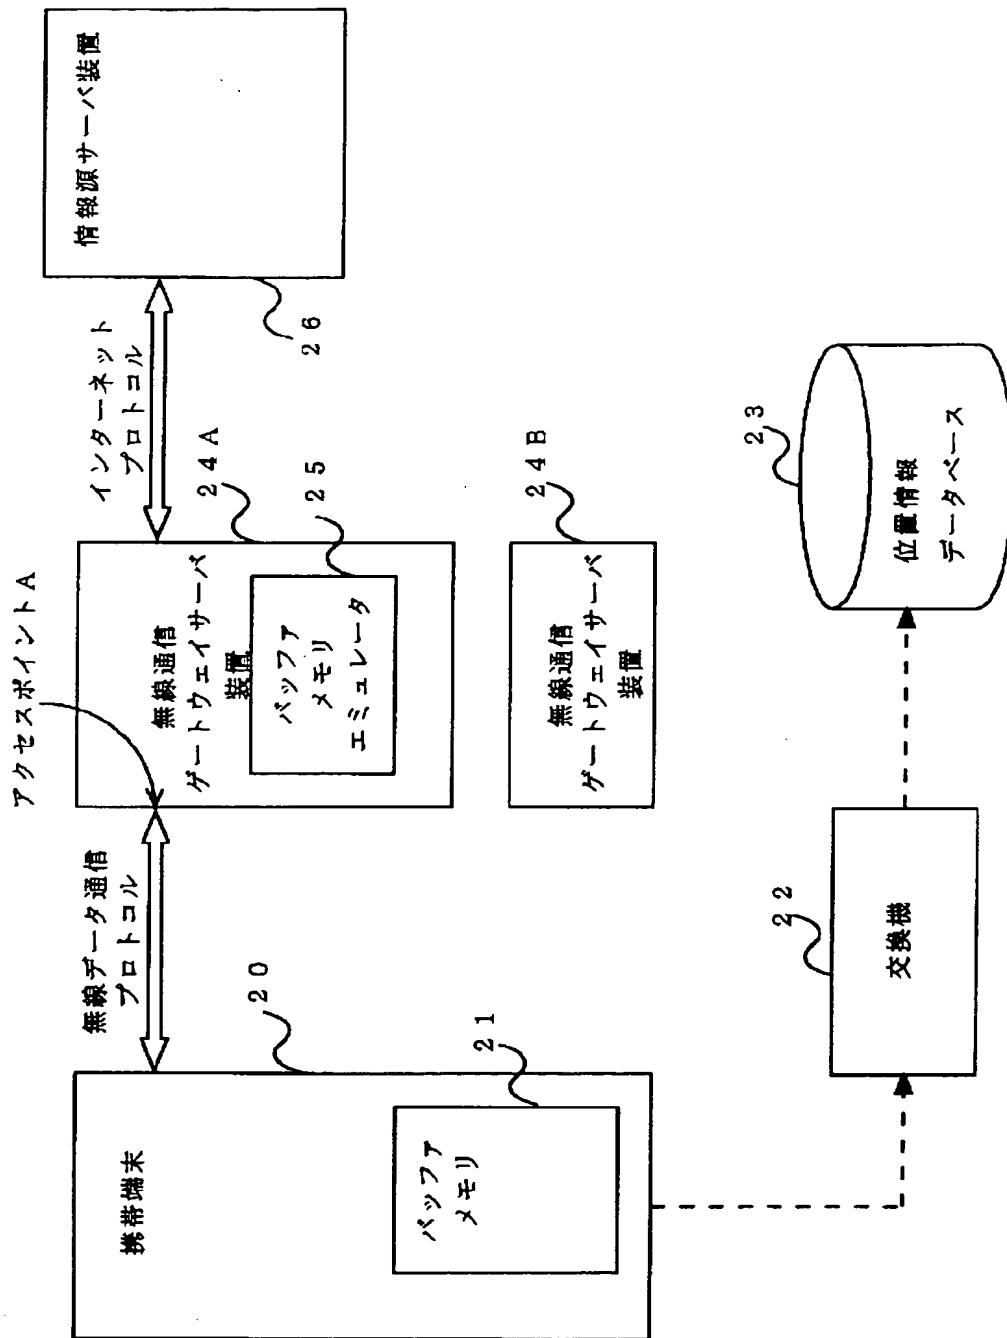 携帯端末
バッファ
メモリ
２０
２１
無線データ通信
プロトコル
アクセスポイントＡ
無線通信
ゲートウェイサーバ
装置
バッファ
メモリ
エミュレータ
２４Ａ
２５
インターネット
プロトコル
情報源サーバ装置
２６
無線通信
ゲートウェイサーバ
装置
２４Ｂ
交換機
２２
位置情報
データベース
２３